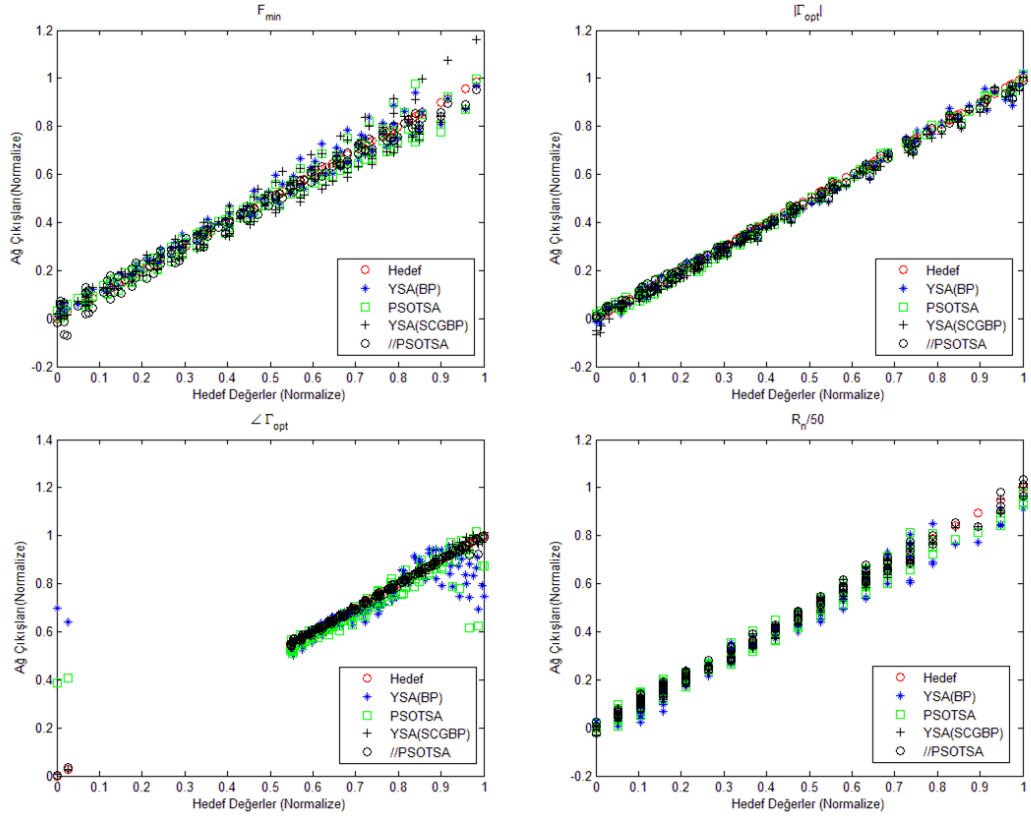 F_min
Ağ Çıkışları(Normalize)
1.2
1
0.8
0.6
0.4
0.2
0
-0.2
Hedef
YSA(BP)
PSOTSA
YSA(SCGBP)
//PSOTSA
0 0.1 0.2 0.3 0.4 0.5 0.6 0.7 0.8 0.9 1
Hedef Değerler (Normalize)
|Γ_opt|
Ağ Çıkışları(Normalize)
1.2
1
0.8
0.6
0.4
0.2
0
-0.2
Hedef
YSA(BP)
PSOTSA
YSA(SCGBP)
//PSOTSA
0 0.1 0.2 0.3 0.4 0.5 0.6 0.7 0.8 0.9 1
Hedef Değerler (Normalize)
∠Γ_opt
Ağ Çıkışları(Normalize)
1.4
1.2
1
0.8
0.6
0.4
0.2
0
Hedef
YSA(BP)
PSOTSA
YSA(SCGBP)
//PSOTSA
0 0.1 0.2 0.3 0.4 0.5 0.6 0.7 0.8 0.9 1
Hedef Değerler (Normalize)
R_n/50
Ağ Çıkışları(Normalize)
1.2
1
0.8
0.6
0.4
0.2
0
-0.2
Hedef
YSA(BP)
PSOTSA
YSA(SCGBP)
//PSOTSA
0 0.1 0.2 0.3 0.4 0.5 0.6 0.7 0.8 0.9 1
Hedef Değerler (Normalize)